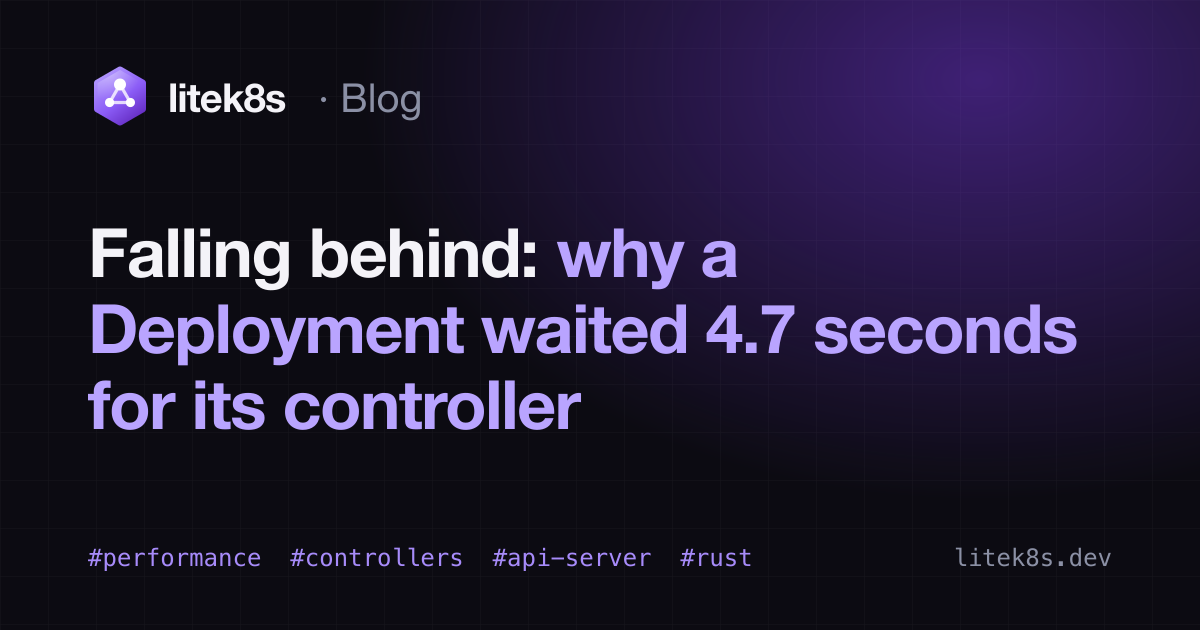 litek8s · Blog
Falling behind: why a
Deployment waited 4.7 seconds
for its controller
#performance #controllers #api-server #rust litek8s.dev